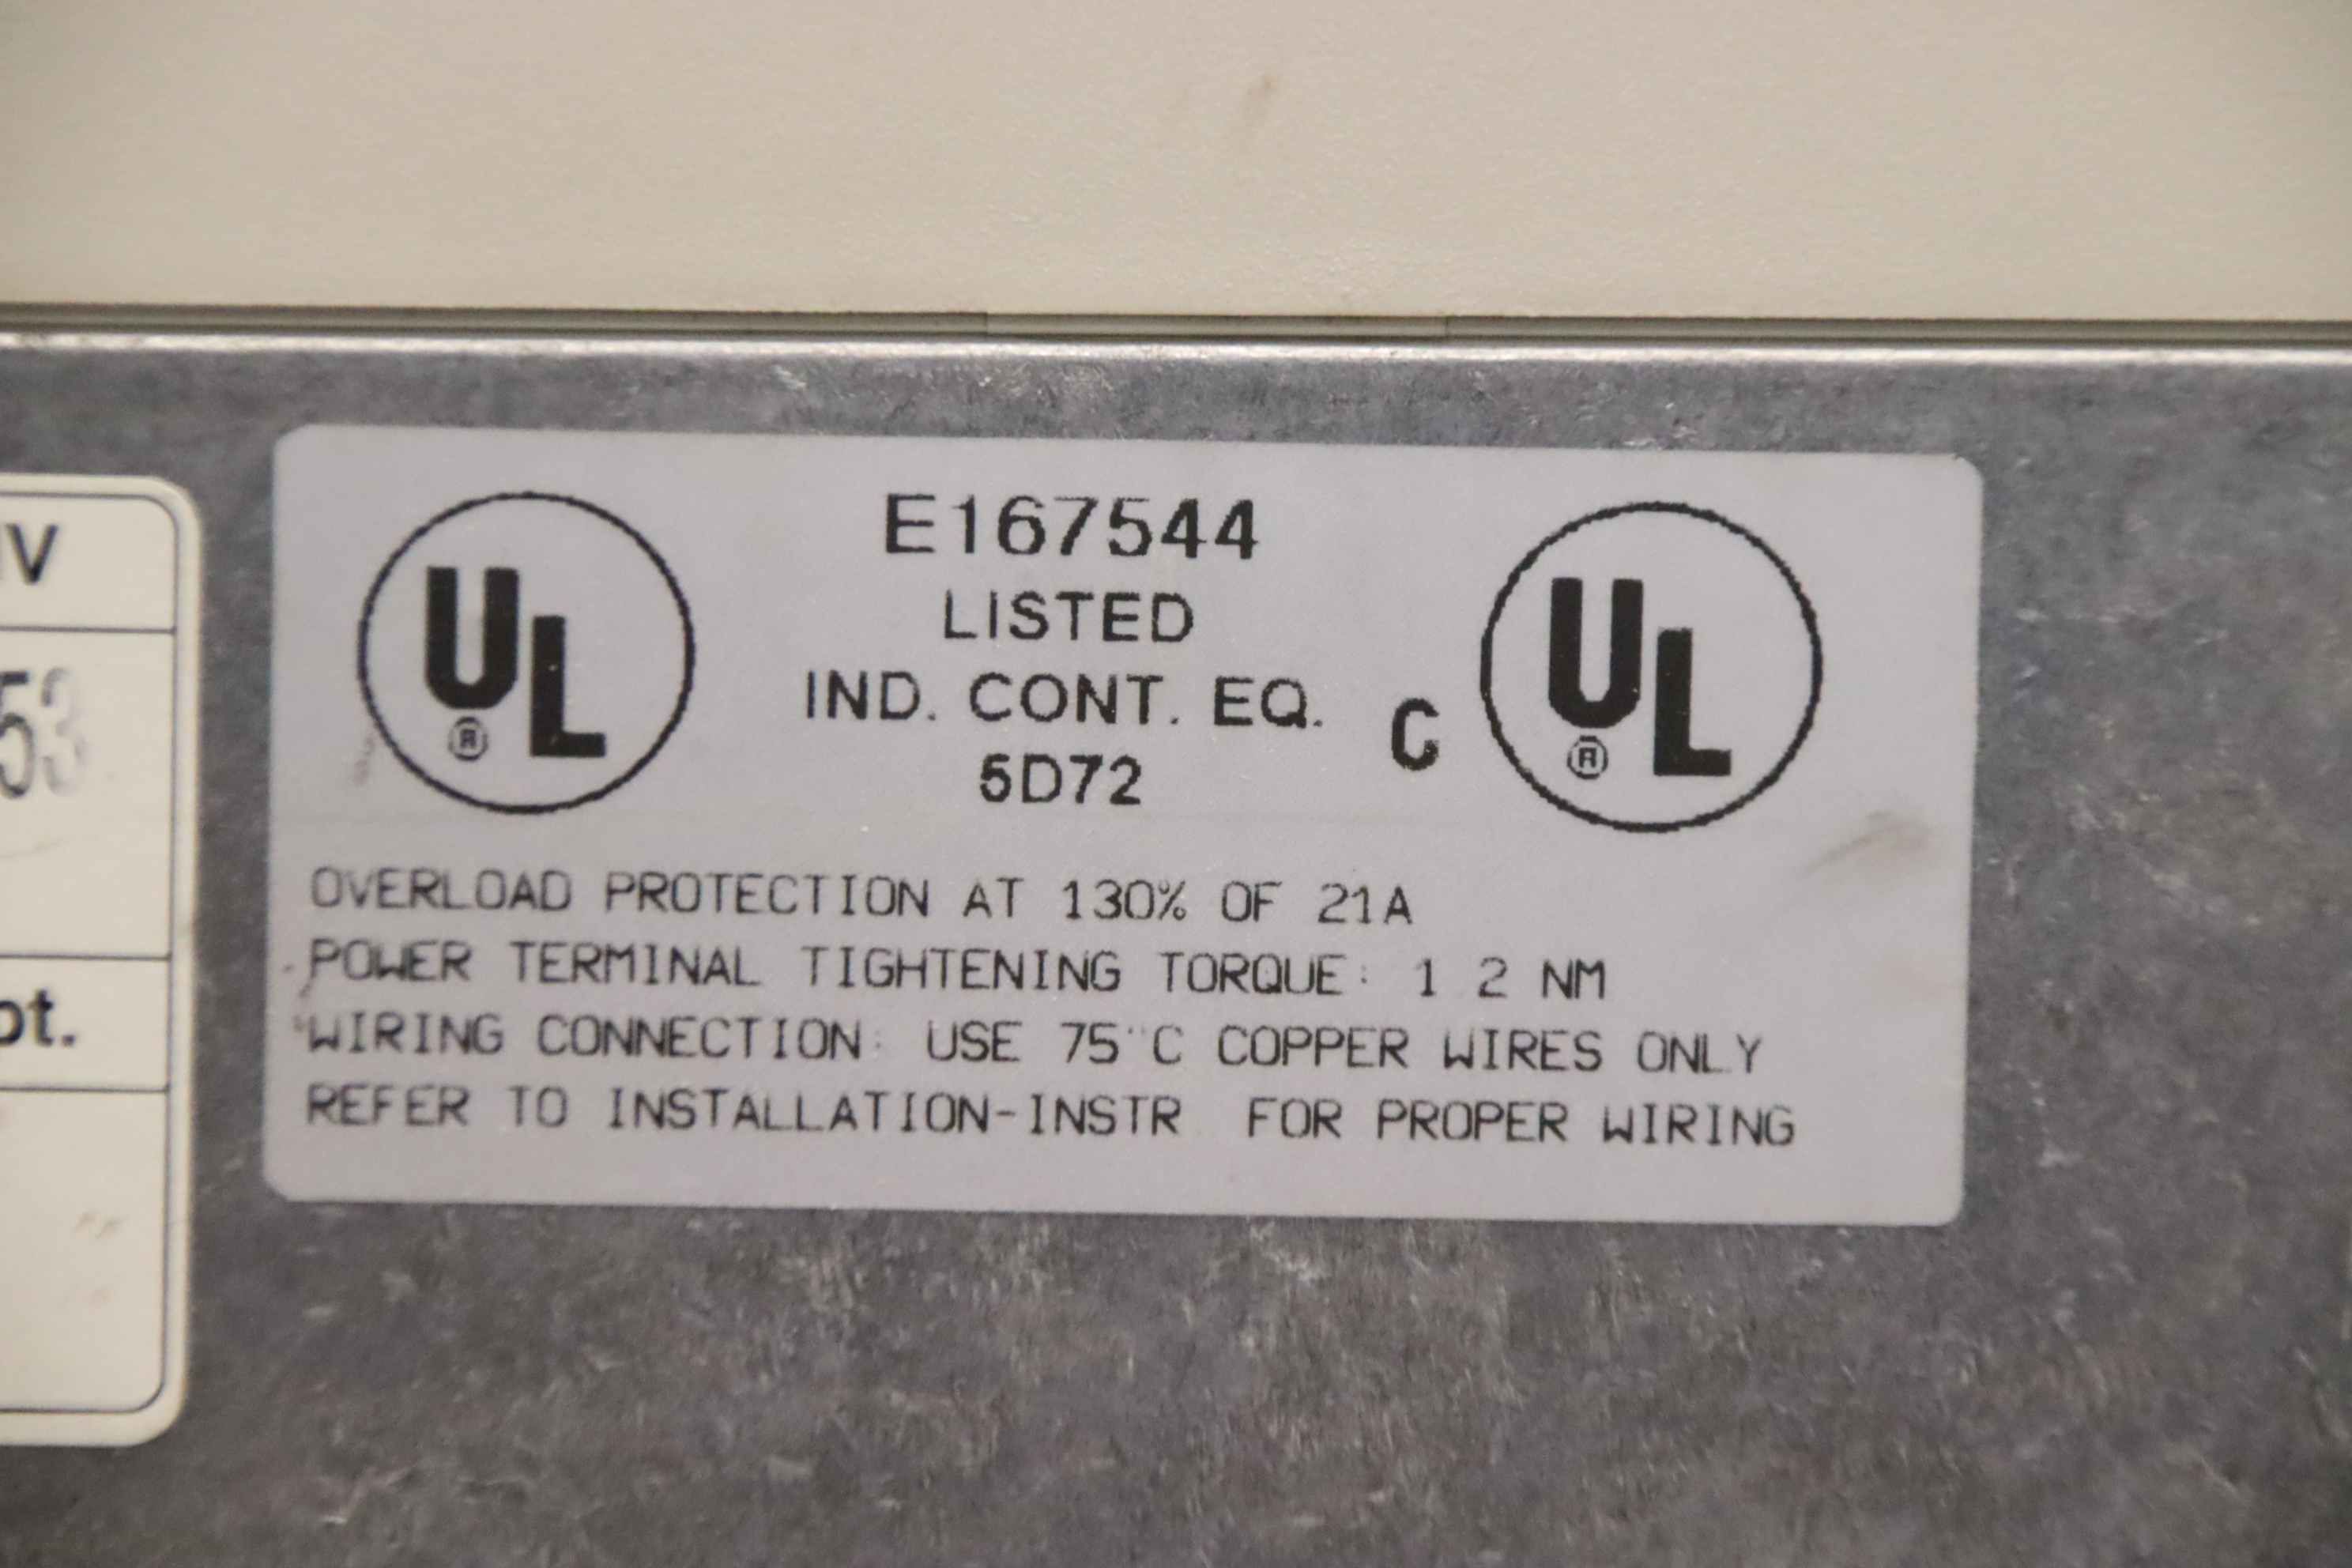 UL
®
E167544
LISTED
IND. CONT. EQ.
5D72
C
UL
®
OVERLOAD PROTECTION AT 130% OF 21A
POWER TERMINAL TIGHTENING TORQUE: 1 2 NM
WIRING CONNECTION: USE 75°C COPPER WIRES ONLY
REFER TO INSTALLATION-INSTR FOR PROPER WIRING
53